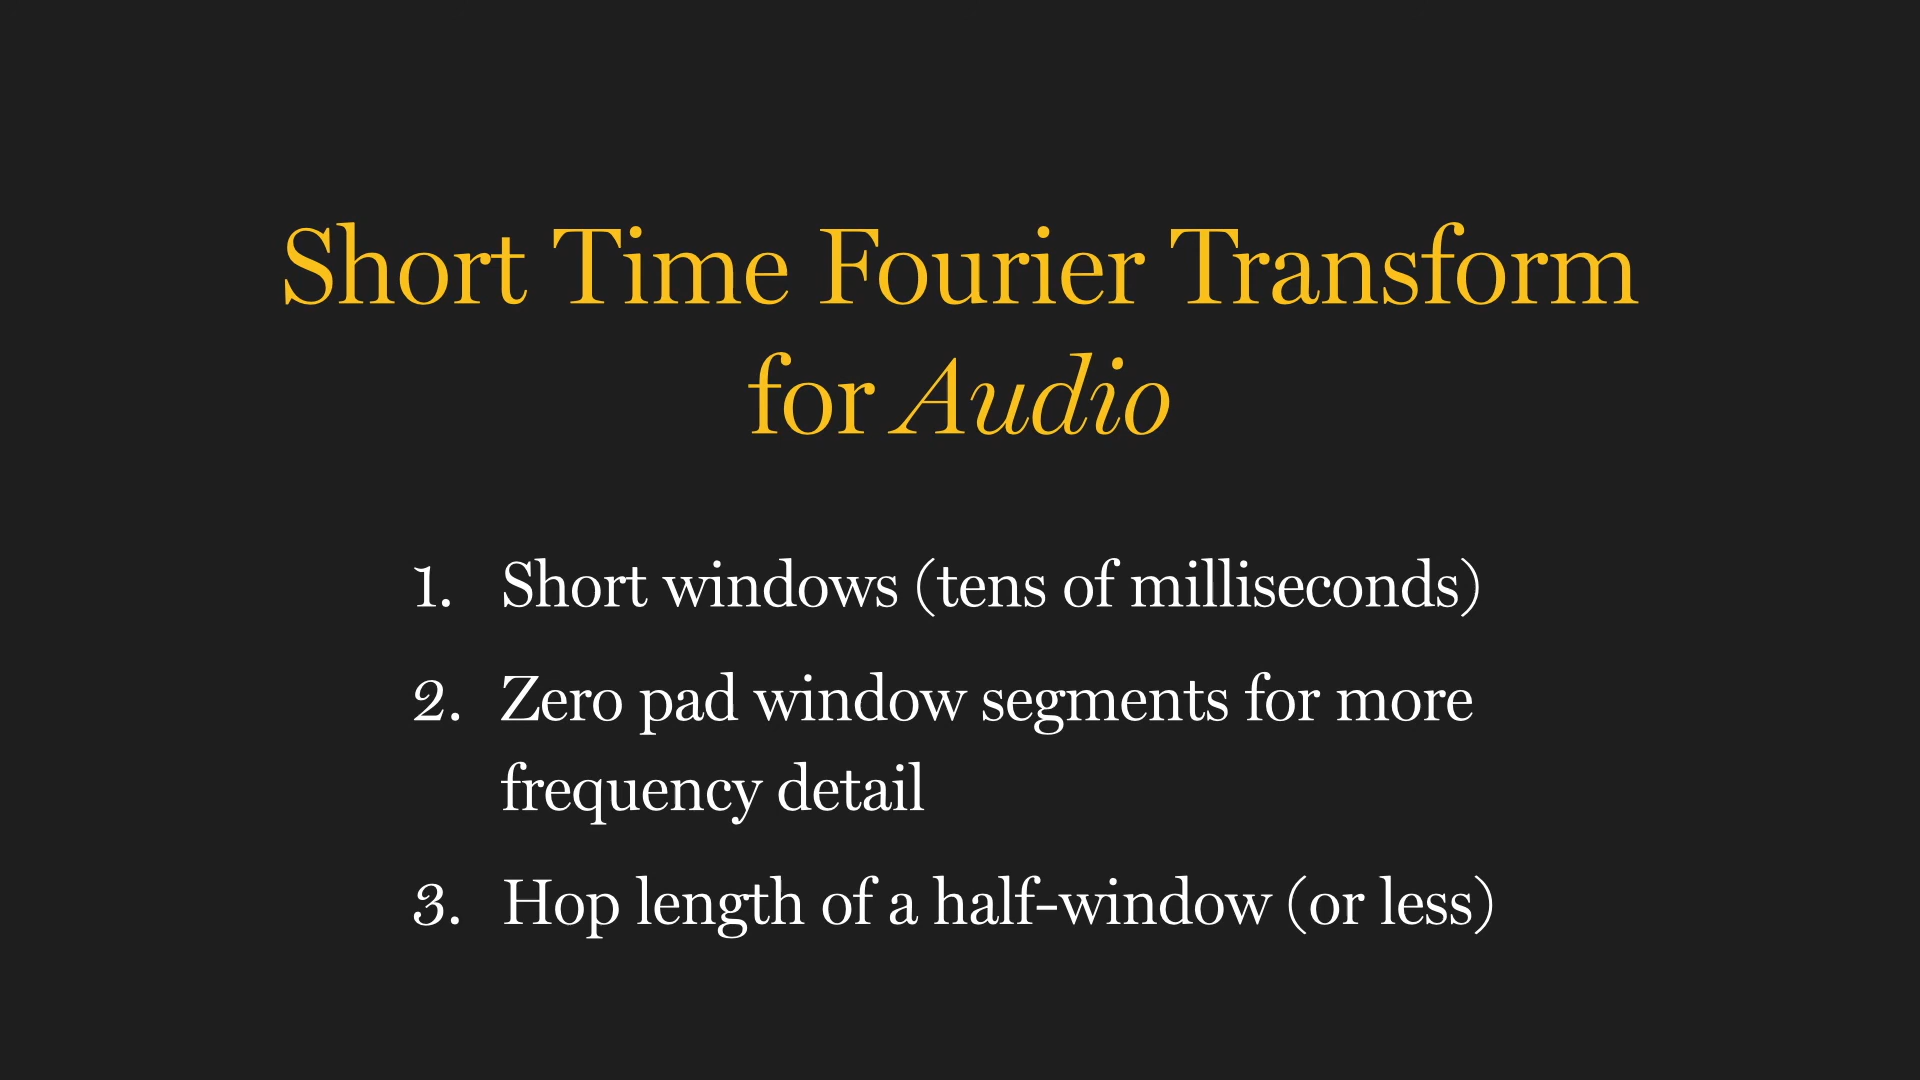 Short Time Fourier Transform
for Audio
1. Short windows (tens of milliseconds)
2. Zero pad window segments for more
frequency detail
3. Hop length of a half-window (or less)